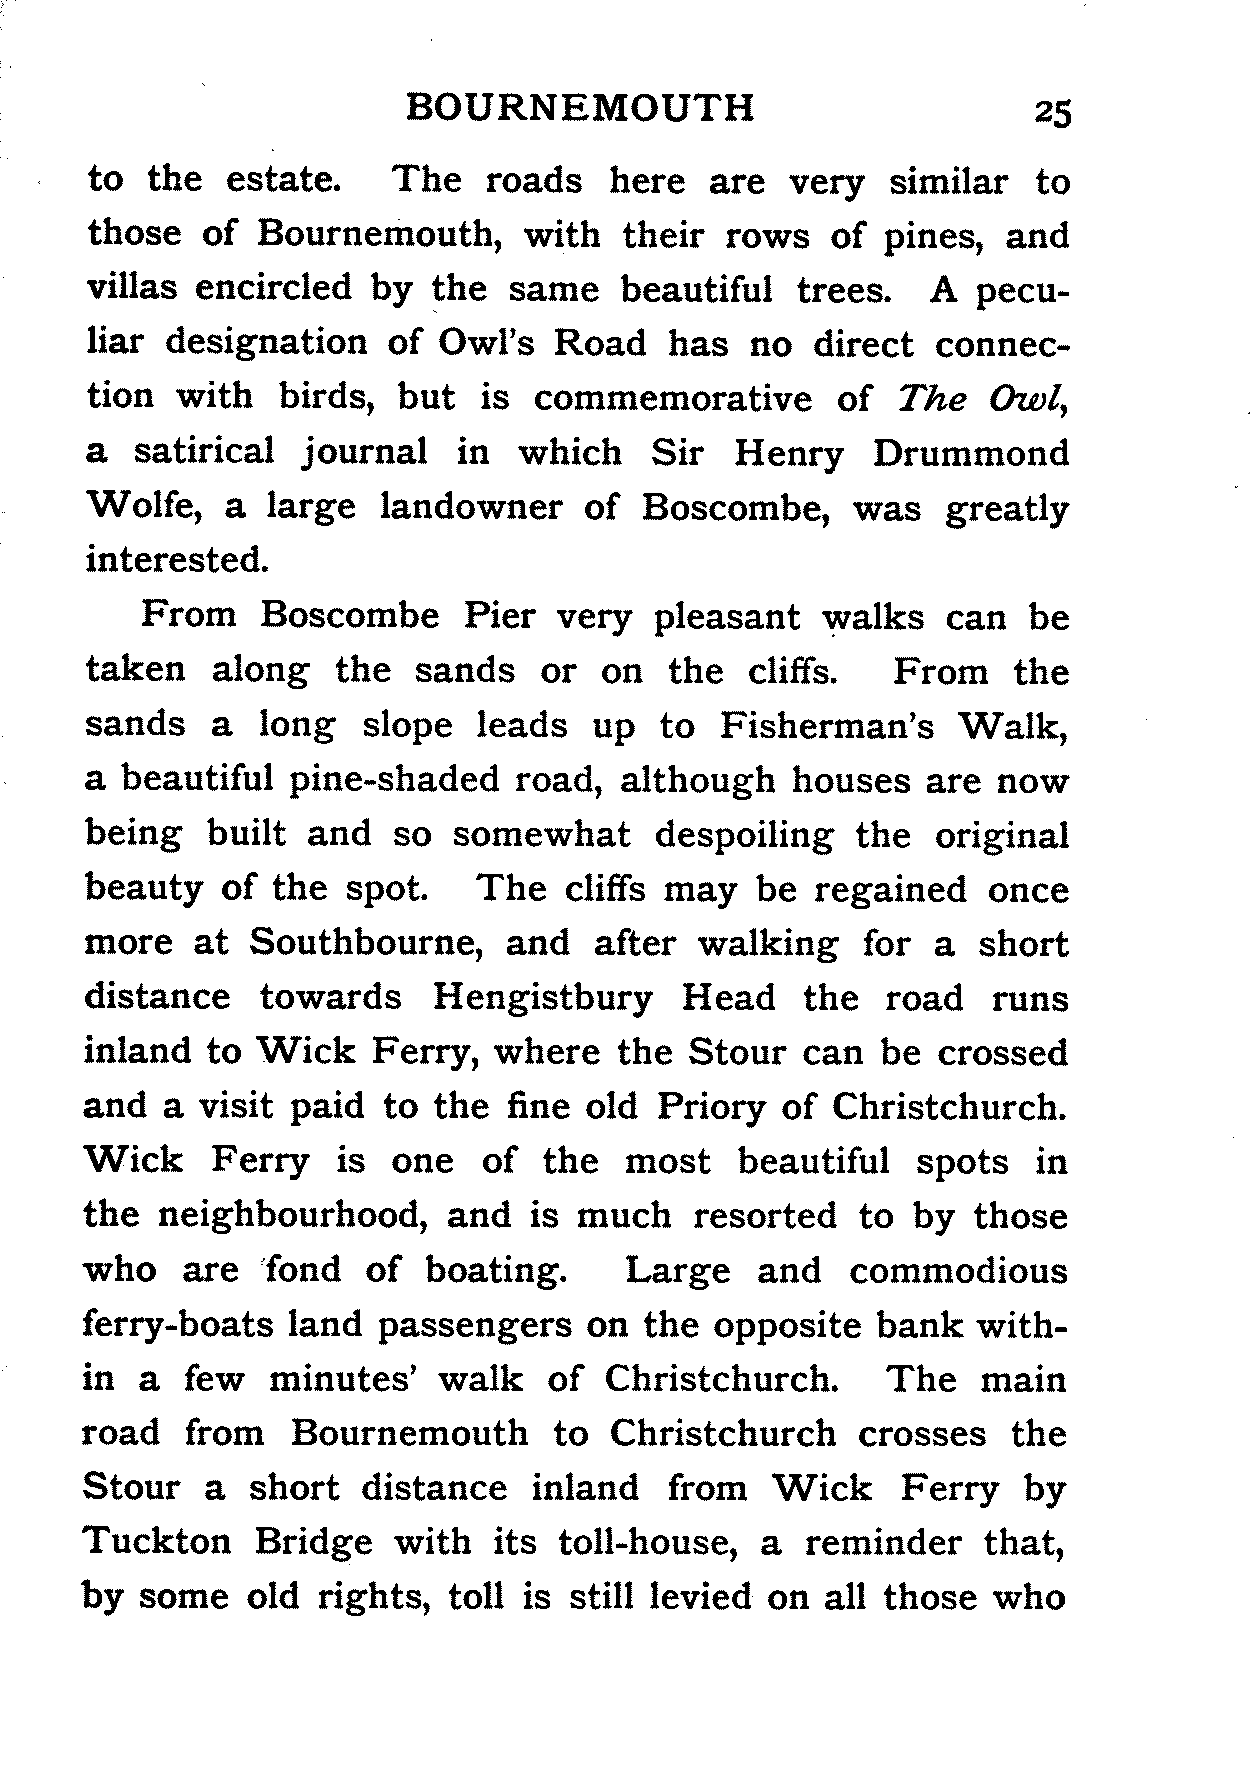 BOURNEMOUTH 25
to the estate. The roads here are very similar to
those of Bournemouth, with their rows of pines, and
villas encircled by the same beautiful trees. A pecu-
liar designation of Owl's Road has no direct connec-
tion with birds, but is commemorative of The Owl,
a satirical journal in which Sir Henry Drummond
Wolfe, a large landowner of Boscombe, was greatly
interested.
From Boscombe Pier very pleasant walks can be
taken along the sands or on the cliffs. From the
sands a long slope leads up to Fisherman's Walk,
a beautiful pine-shaded road, although houses are now
being built and so somewhat despoiling the original
beauty of the spot. The cliffs may be regained once
more at Southbourne, and after walking for a short
distance towards Hengistbury Head the road runs
inland to Wick Ferry, where the Stour can be crossed
and a visit paid to the fine old Priory of Christchurch.
Wick Ferry is one of the most beautiful spots in
the neighbourhood, and is much resorted to by those
who are fond of boating. Large and commodious
ferry-boats land passengers on the opposite bank with-
in a few minutes' walk of Christchurch. The main
road from Bournemouth to Christchurch crosses the
Stour a short distance inland from Wick Ferry by
Tuckton Bridge with its toll-house, a reminder that,
by some old rights, toll is still levied on all those who